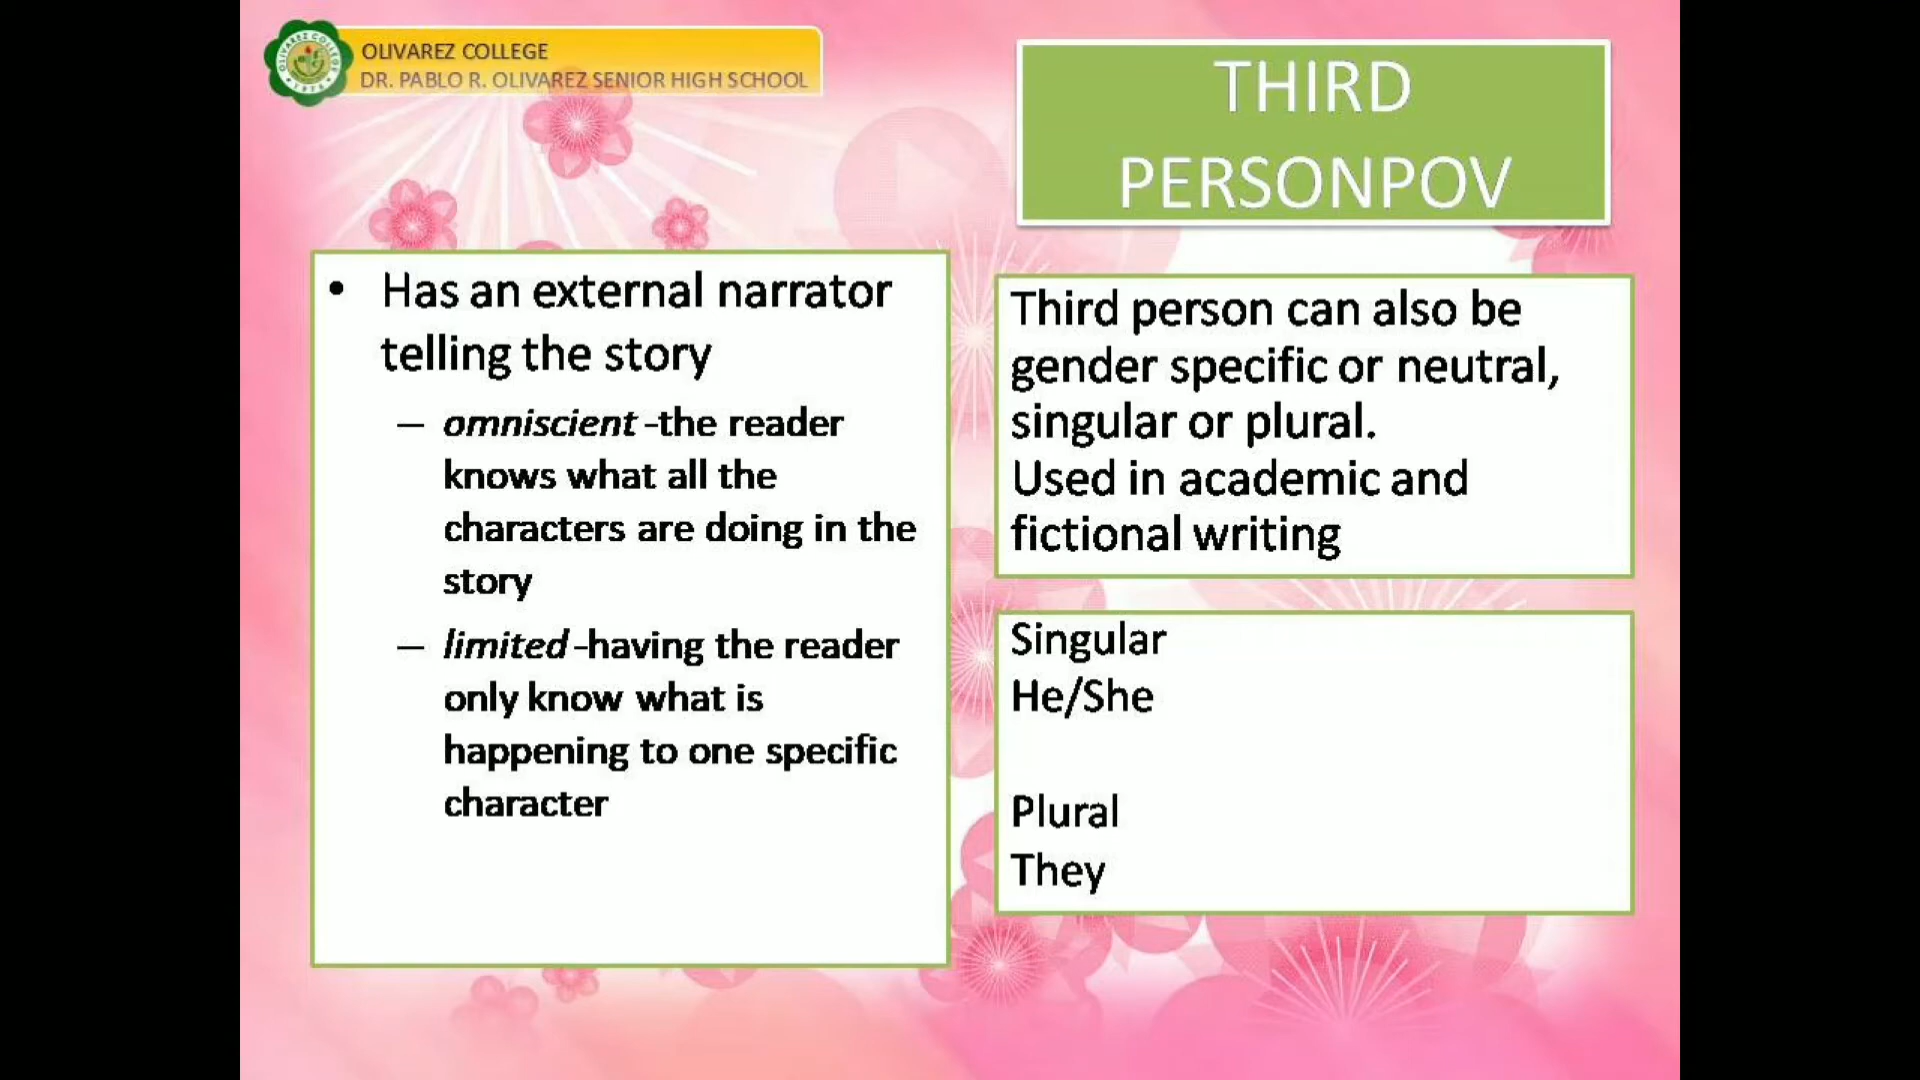 OLIVAREZ COLLEGE
DR. PABLO R. OLIVAREZ SENIOR HIGH SCHOOL
THIRD
PERSONPOV
• Has an external narrator
telling the story
– omniscient -the reader
knows what all the
characters are doing in the
story
– limited -having the reader
only know what is
happening to one specific
character
Third person can also be
gender specific or neutral,
singular or plural.
Used in academic and
fictional writing
Singular
He/She
Plural
They